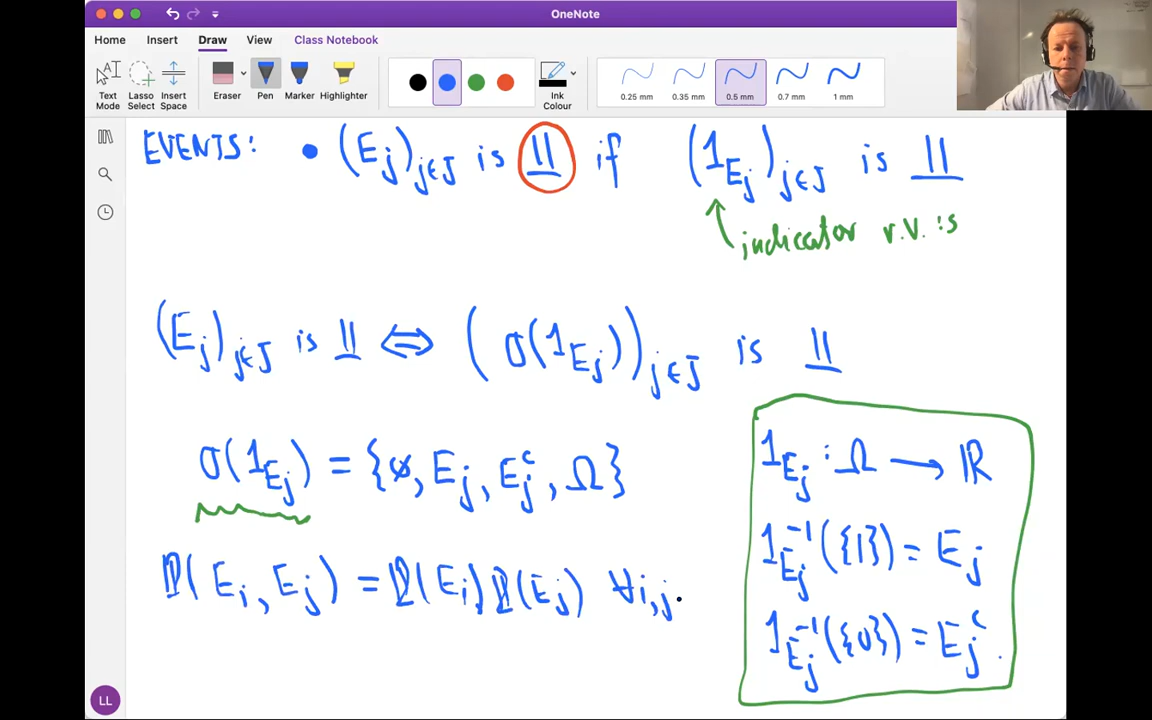 OneNote
Home Insert Draw View Class Notebook
Text Mode Lasso Select Insert Space Eraser Pen Marker Highlighter Ink Colour 0.25 mm 0.35 mm 0.5 mm 0.7 mm 1 mm
EVENTS: • (E_j)_{j∈J} is ⫫ if (1_{E_j})_{j∈J} is ⫫
indicator r.v.'s
(E_j)_{j∈J} is ⫫ ⇔ (σ(1_{E_j}))_{j∈J} is ⫫
σ(1_{E_j}) = {∅, E_j, E_j^c, Ω}
ℙ(E_i, E_j) = ℙ(E_i)ℙ(E_j) ∀i,j
1_{E_j} : Ω → ℝ
1_{E_j}^{-1}({1}) = E_j
1_{E_j}^{-1}({0}) = E_j^c.
LL